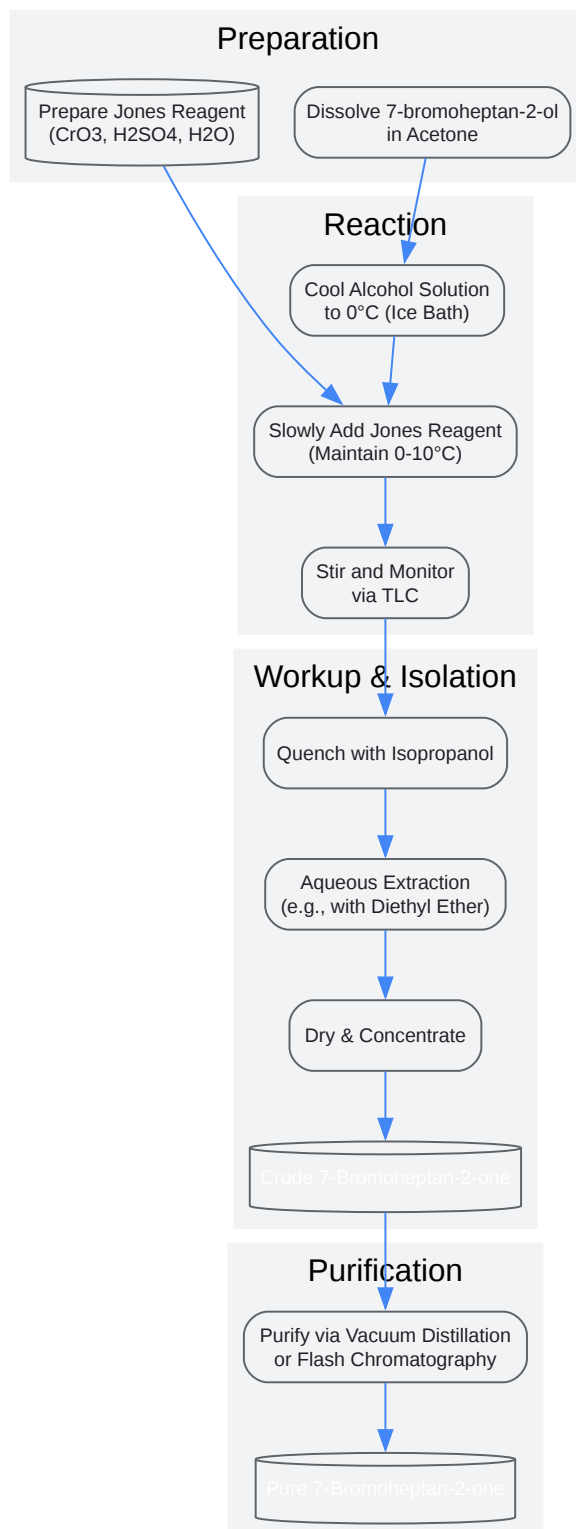 Preparation
Prepare Jones Reagent
(CrO3, H2SO4, H2O)
Dissolve 7-bromoheptan-2-ol
in Acetone
Reaction
Cool Alcohol Solution
to 0°C (Ice Bath)
Slowly Add Jones Reagent
(Maintain 0-10°C)
Stir and Monitor
via TLC
Workup & Isolation
Quench with Isopropanol
Aqueous Extraction
(e.g., with Diethyl Ether)
Dry & Concentrate
Crude 7-Bromoheptan-2-one
Purification
Purify via Vacuum Distillation
or Flash Chromatography
Pure 7-Bromoheptan-2-one